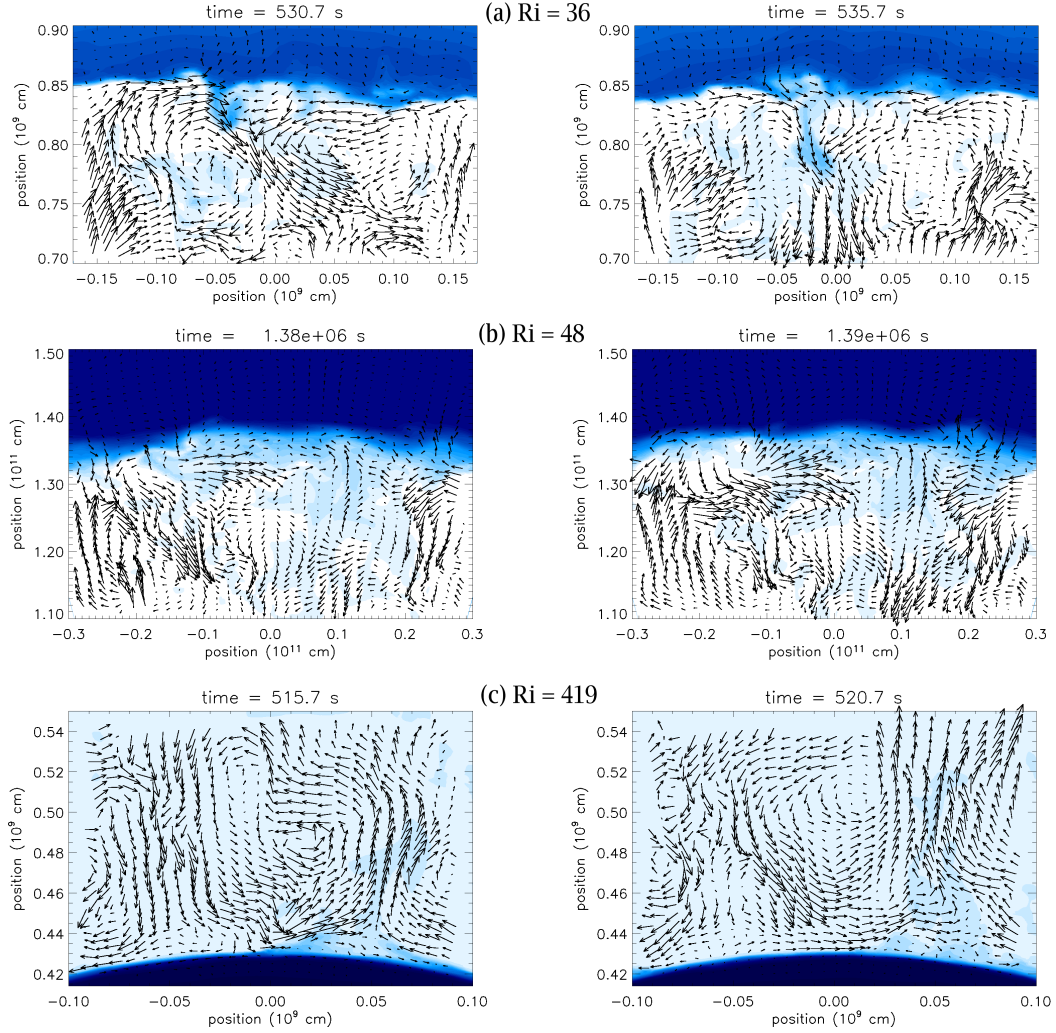 (a) Ri = 36
time = 530.7 s
time = 535.7 s
0.90
0.85
0.80
0.75
0.70
position (10⁹ cm)
−0.15 −0.10 −0.05 0.00 0.05 0.10 0.15
position (10⁹ cm)
0.90
0.85
0.80
0.75
0.70
position (10⁹ cm)
−0.15 −0.10 −0.05 0.00 0.05 0.10 0.15
position (10⁹ cm)
(b) Ri = 48
time = 1.38e+06 s
time = 1.39e+06 s
1.50
1.40
1.30
1.20
1.10
position (10¹¹ cm)
−0.3 −0.2 −0.1 0.0 0.1 0.2 0.3
position (10¹¹ cm)
1.50
1.40
1.30
1.20
1.10
position (10¹¹ cm)
−0.3 −0.2 −0.1 0.0 0.1 0.2 0.3
position (10¹¹ cm)
(c) Ri = 419
time = 515.7 s
time = 520.7 s
0.54
0.52
0.50
0.48
0.46
0.44
0.42
position (10⁹ cm)
−0.10 −0.05 0.00 0.05 0.10
position (10⁹ cm)
0.54
0.52
0.50
0.48
0.46
0.44
0.42
position (10⁹ cm)
−0.10 −0.05 0.00 0.05 0.10
position (10⁹ cm)